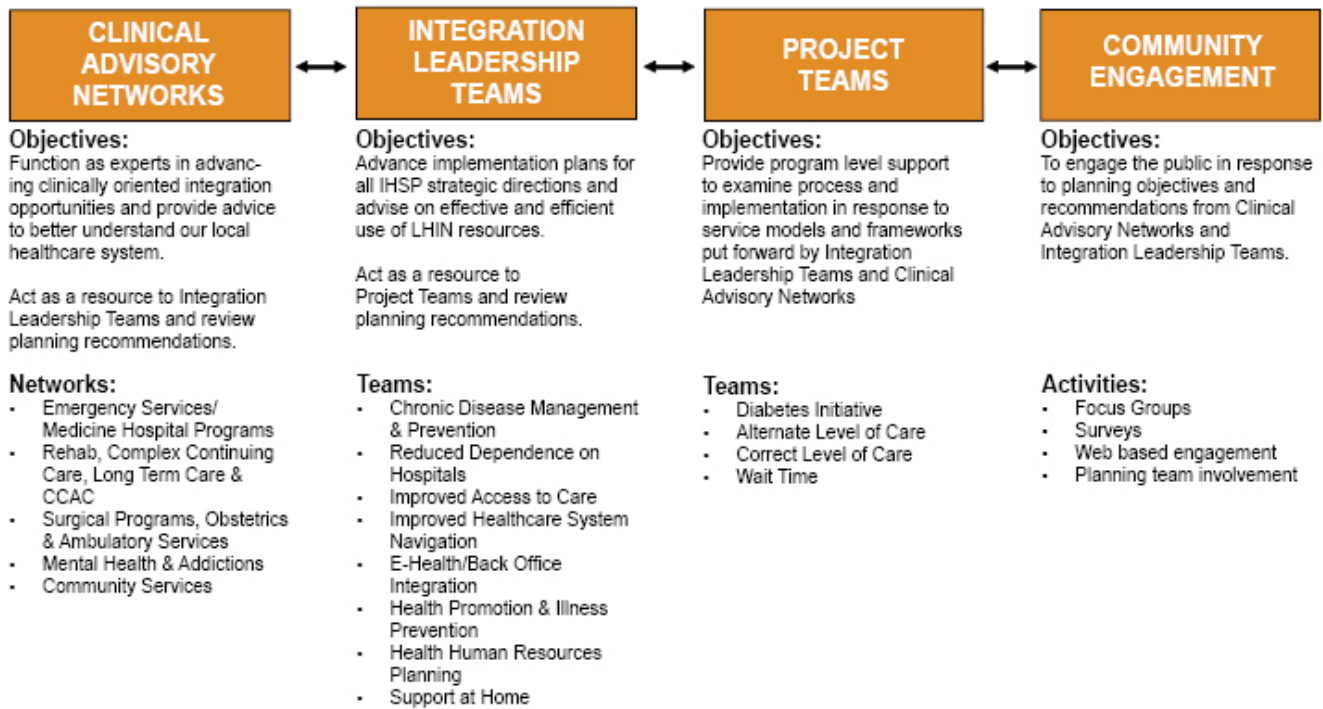 CLINICAL
ADVISORY
NETWORKS
Objectives:
Function as experts in advanc-
ing clinically oriented integration
opportunities and provide advice
to better understand our local
healthcare system.
Act as a resource to Integration
Leadership Teams and review
planning recommendations.
Networks:
- Emergency Services/
Medicine Hospital Programs
- Rehab, Complex Continuing
Care, Long Term Care &
CCAC
- Surgical Programs, Obstetrics
& Ambulatory Services
- Mental Health & Addictions
- Community Services
INTEGRATION
LEADERSHIP
TEAMS
Objectives:
Advance implementation plans for
all IHSP strategic directions and
advise on effective and efficient
use of LHIN resources.
Act as a resource to
Project Teams and review
planning recommendations.
Teams:
- Chronic Disease Management
& Prevention
- Reduced Dependence on
Hospitals
- Improved Access to Care
- Improved Healthcare System
Navigation
- E-Health/Back Office
Integration
- Health Promotion & Illness
Prevention
- Health Human Resources
Planning
- Support at Home
PROJECT
TEAMS
Objectives:
Provide program level support
to examine process and
implementation in response to
service models and frameworks
put forward by Integration
Leadership Teams and Clinical
Advisory Networks
Teams:
- Diabetes Initiative
- Alternate Level of Care
- Correct Level of Care
- Wait Time
COMMUNITY
ENGAGEMENT
Objectives:
To engage the public in response
to planning objectives and
recommendations from Clinical
Advisory Networks and
Integration Leadership Teams.
Activities:
- Focus Groups
- Surveys
- Web based engagement
- Planning team involvement